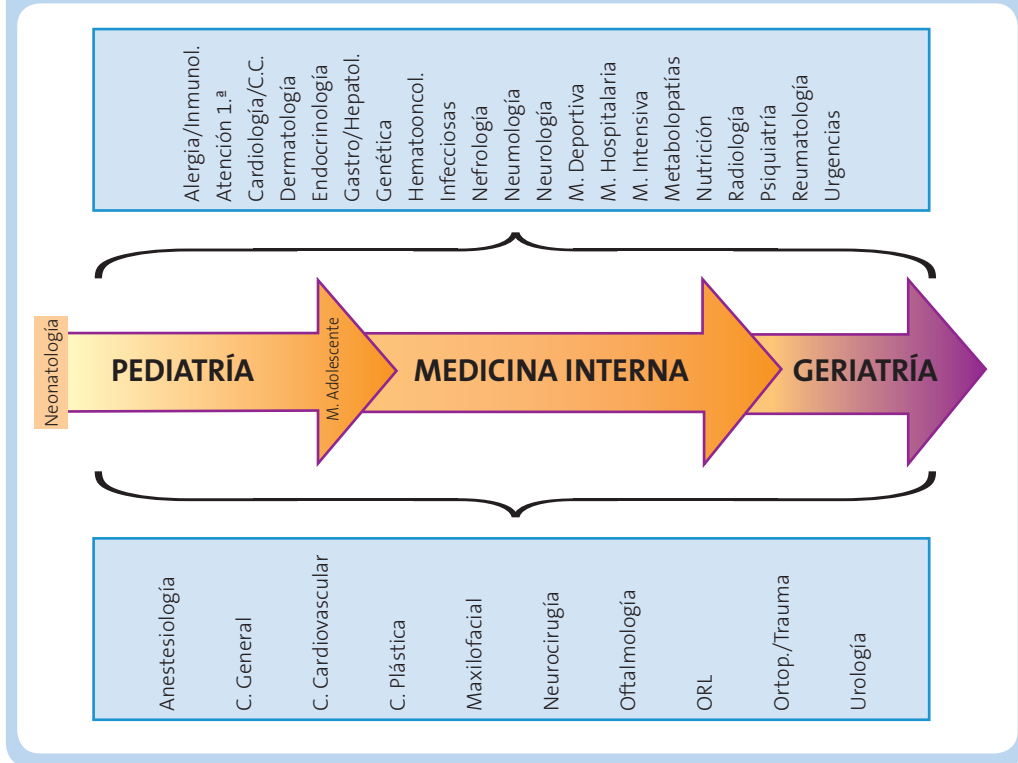 Alergia/Inmunol.
Atención 1.ª
Cardiología/C.C.
Dermatología
Endocrinología
Gastro/Hepatol.
Genética
Hematooncol.
Infecciosas
Nefrología
Neumología
Neurología
M. Deportiva
M. Hospitalaria
M. Intensiva
Metabolopatías
Nutrición
Radiología
Psiquiatría
Reumatología
Urgencias
Neonatología
PEDIATRÍA
M. Adolescente
MEDICINA INTERNA
GERIATRÍA
Anestesiología
C. General
C. Cardiovascular
C. Plástica
Maxilofacial
Neurocirugía
Oftalmología
ORL
Ortop./Trauma
Urología